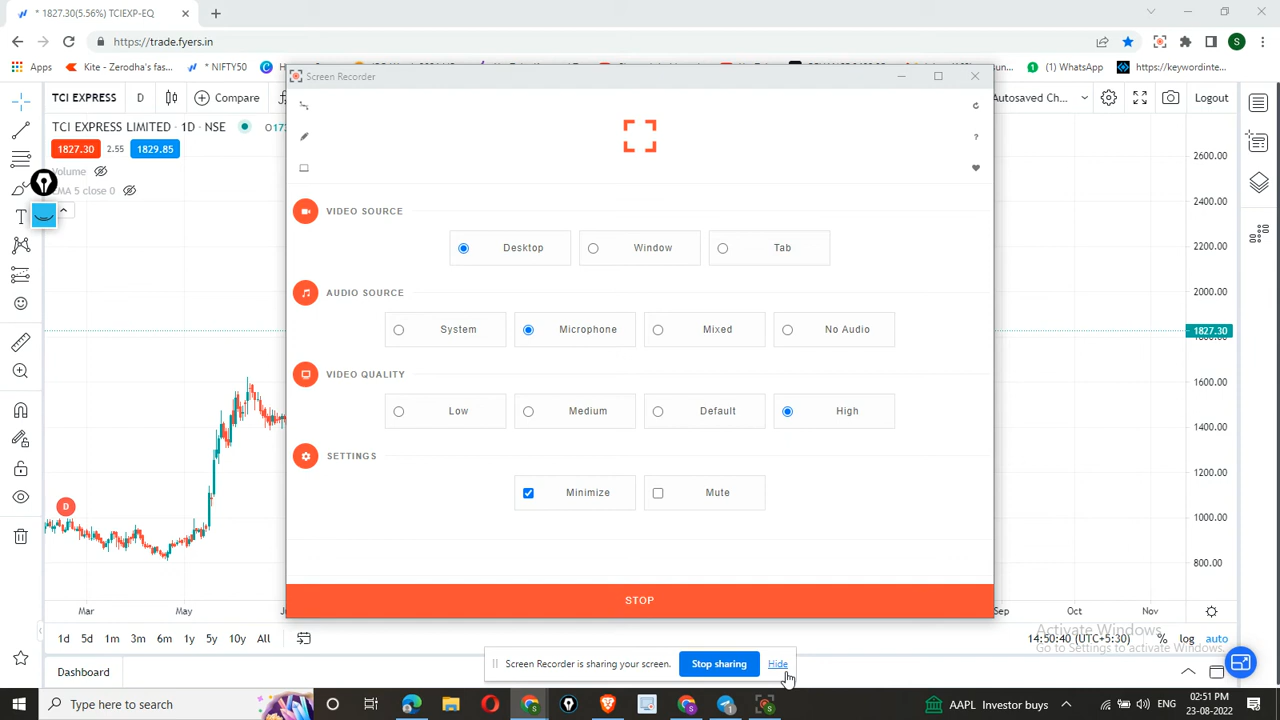 * 1827.30(5.56%) TCIEXP-EQ
https://trade.fyers.in
S
Apps
Kite - Zerodha's fas...
* NIFTY50
(1) WhatsApp
https://keywordinte...
Screen Recorder
TCI EXPRESS
D
Compare
Autosaved Ch...
Logout
TCI EXPRESS LIMITED · 1D · NSE
1827.30
2.55
1829.85
Volume
EMA 5 close 0
T
?
VIDEO SOURCE
Desktop
Window
Tab
AUDIO SOURCE
System
Microphone
Mixed
No Audio
VIDEO QUALITY
Low
Medium
Default
High
SETTINGS
Minimize
Mute
STOP
2600.00
2400.00
2200.00
2000.00
1827.30
1800.00
1600.00
1400.00
1200.00
1000.00
800.00
D
Mar
May
Sep
Oct
Nov
1d
5d
1m
3m
6m
1y
5y
10y
All
14:50:40 (UTC+5:30)
%
log
auto
Activate Windows
Go to Settings to activate Windows.
Screen Recorder is sharing your screen.
Stop sharing
Hide
Dashboard
Type here to search
AAPL
Investor buys
ENG
02:51 PM
23-08-2022